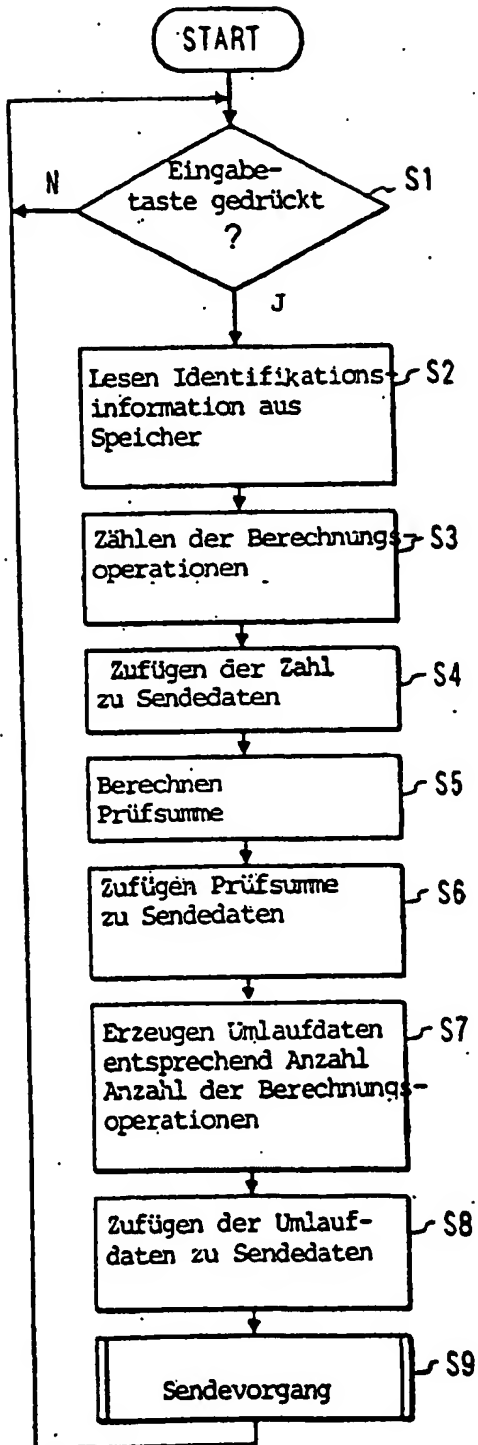 START
N
Eingabe-
taste gedrückt
?
S1
J
Lesen Identifikations-
information aus
Speicher
S2
Zählen der Berechnungs-
operationen
S3
Zufügen der Zahl
zu Sendedaten
S4
Berechnen
Prüfsumme
S5
Zufügen Prüfsumme
zu Sendedaten
S6
Erzeugen Umlaufdaten
entsprechend Anzahl
Anzahl der Berechnungs-
operationen
S7
Zufügen der Umlauf-
daten zu Sendedaten
S8
Sendevorgang
S9